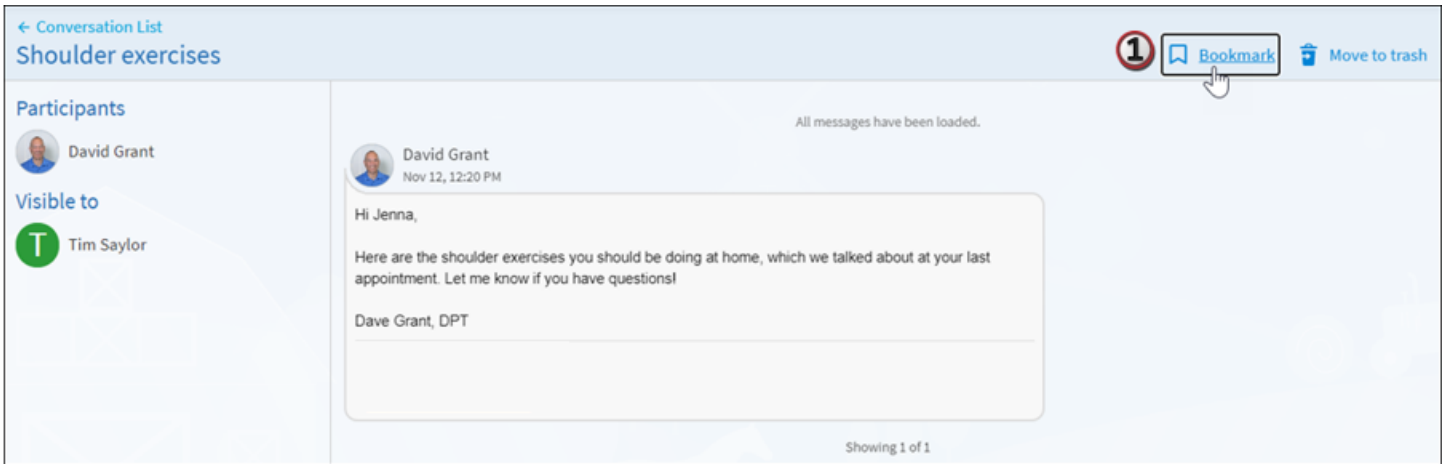 ← Conversation List
Shoulder exercises
1 Bookmark Move to trash
Participants
David Grant
Visible to
T Tim Saylor
All messages have been loaded.
David Grant
Nov 12, 12:20 PM
Hi Jenna,
Here are the shoulder exercises you should be doing at home, which we talked about at your last
appointment. Let me know if you have questions!
Dave Grant, DPT
Showing 1 of 1